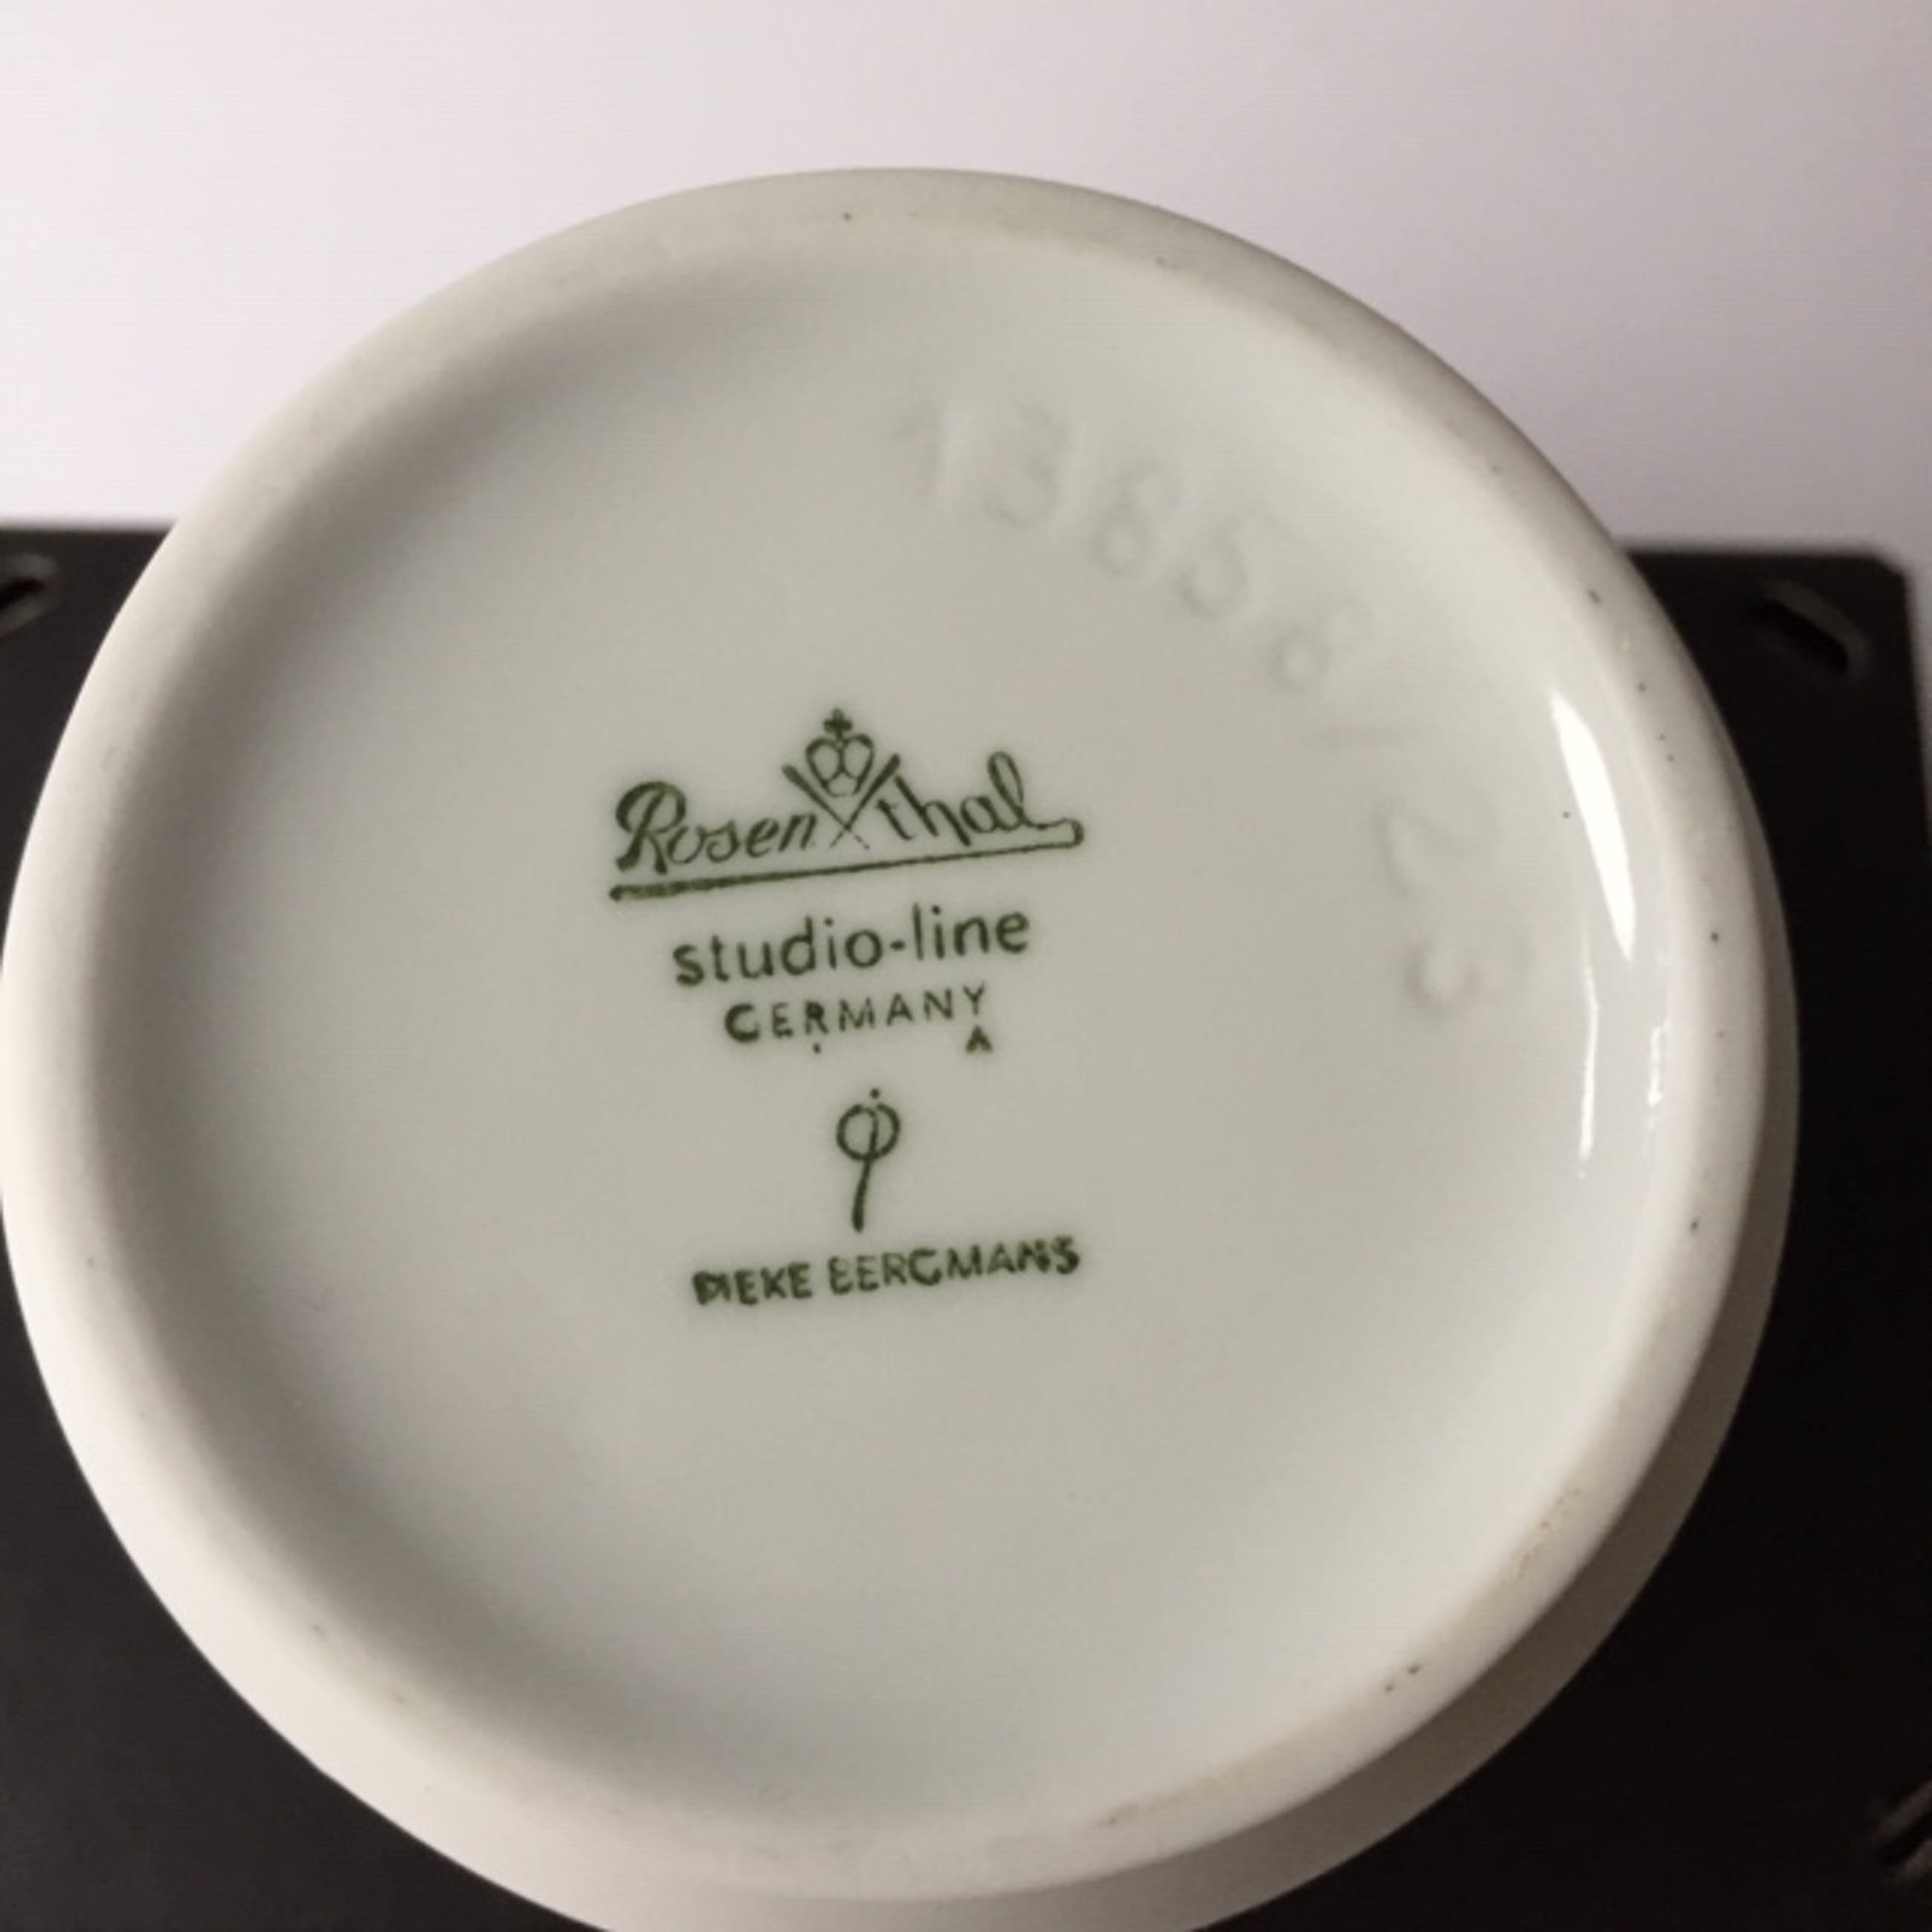 Rosenthal
studio-line
GERMANY
PIEKE BERGMANS